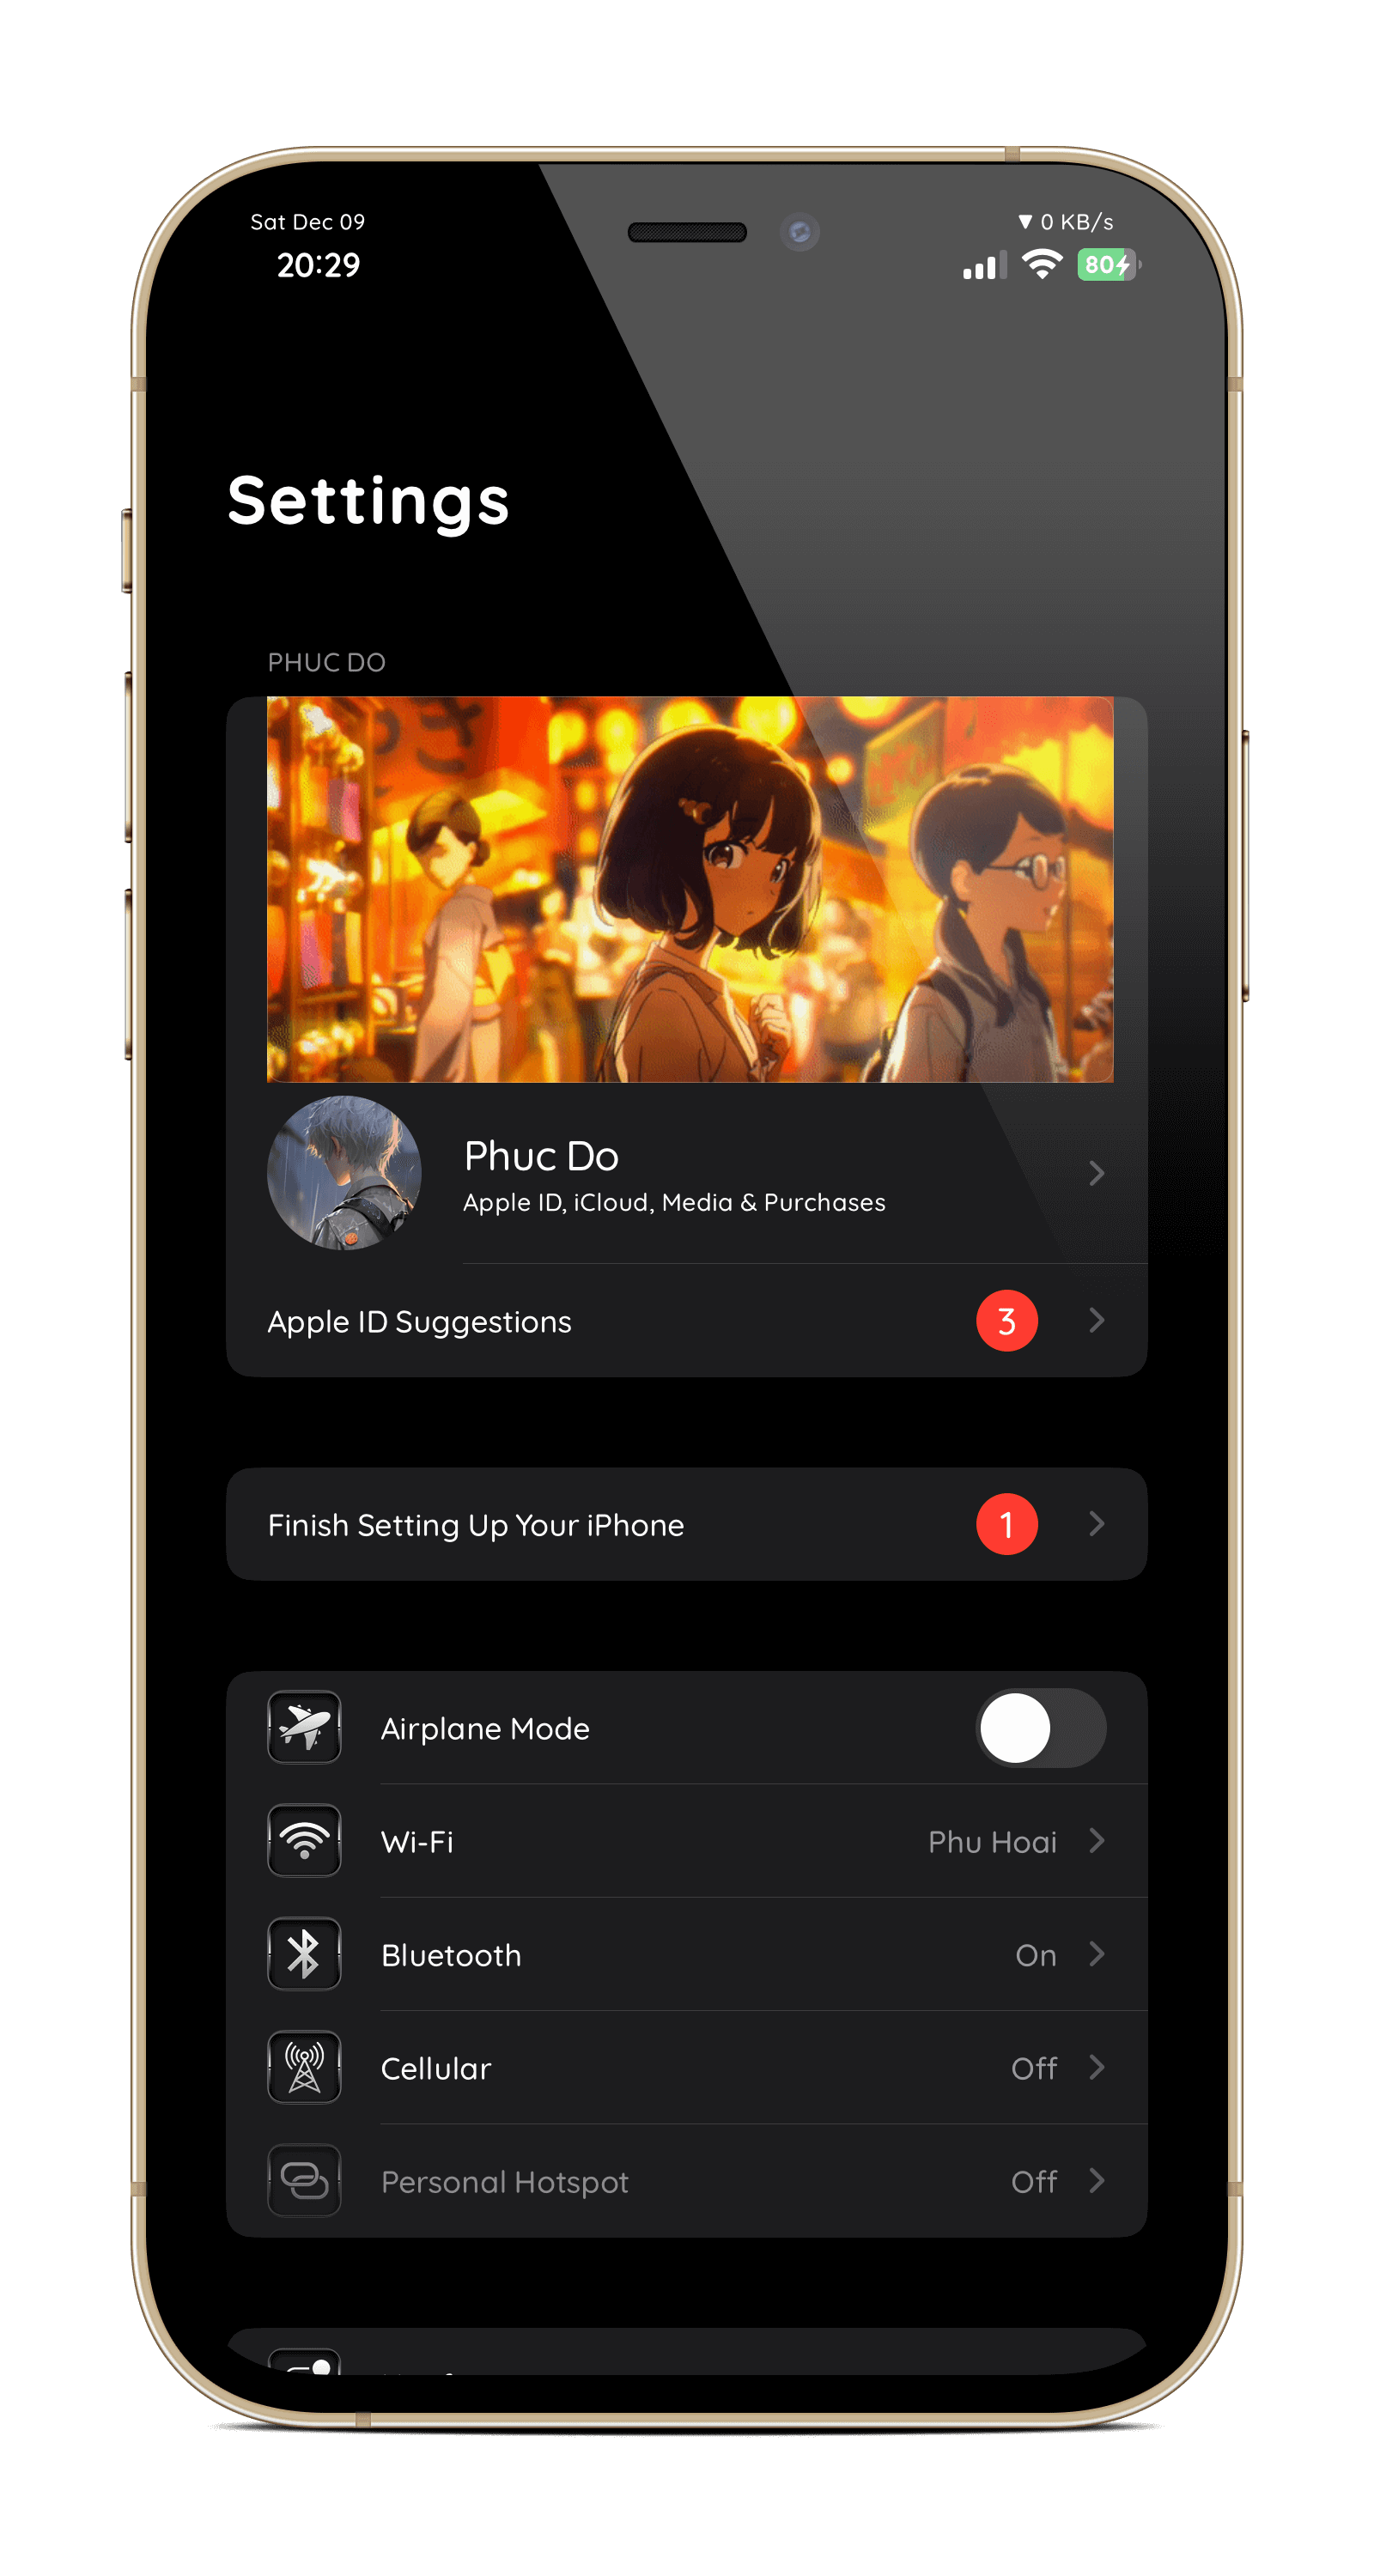 Sat Dec 09
▼ 0 KB/s
20:29
80
Settings
PHUC DO
Phuc Do
Apple ID, iCloud, Media & Purchases
Apple ID Suggestions
3
Finish Setting Up Your iPhone
1
Airplane Mode
Wi-Fi
Phu Hoai
Bluetooth
On
Cellular
Off
Personal Hotspot
Off